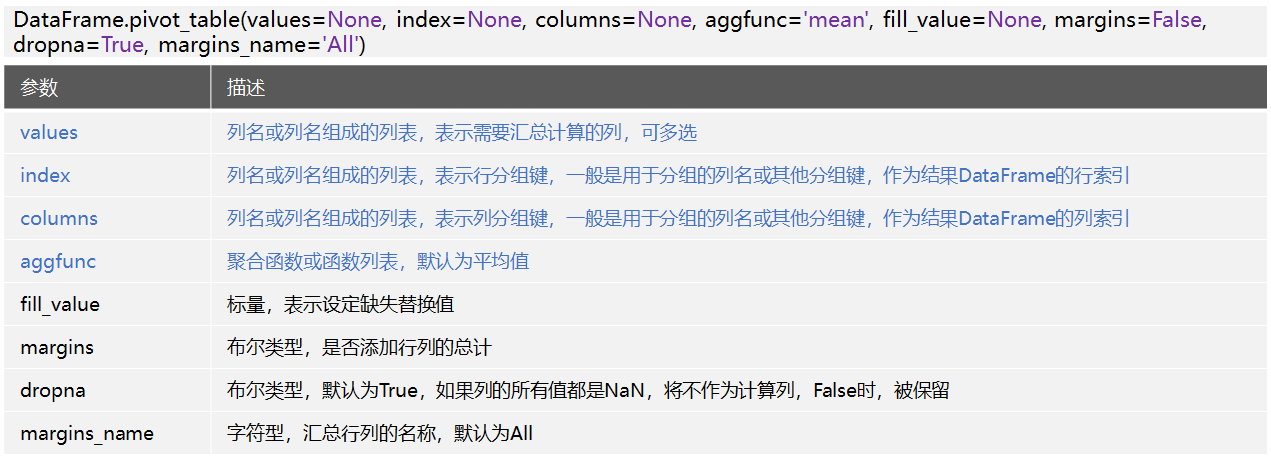 DataFrame.pivot_table(values=None, index=None, columns=None, aggfunc='mean', fill_value=None, margins=False,
dropna=True, margins_name='All')
参数 描述
values 列名或列名组成的列表，表示需要汇总计算的列，可多选
index 列名或列名组成的列表，表示行分组键，一般是用于分组的列名或其他分组键，作为结果DataFrame的行索引
columns 列名或列名组成的列表，表示列分组键，一般是用于分组的列名或其他分组键，作为结果DataFrame的列索引
aggfunc 聚合函数或函数列表，默认为平均值
fill_value 标量，表示设定缺失替换值
margins 布尔类型，是否添加行列的总计
dropna 布尔类型，默认为True，如果列的所有值都是NaN，将不作为计算列，False时，被保留
margins_name 字符型，汇总行列的名称，默认为All